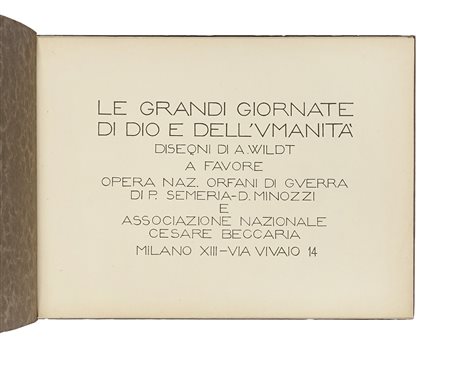 LE GRANDI GIORNATE
DI DIO E DELL'VMANITÀ
DISEGNI DI A. WILDT
A FAVORE
OPERA NAZ. ORFANI DI GVERRA
DI P. SEMERIA-D. MINOZZI
E
ASSOCIAZIONE NAZIONALE
CESARE BECCARIA
MILANO XIII-VIA VIVAIO 14